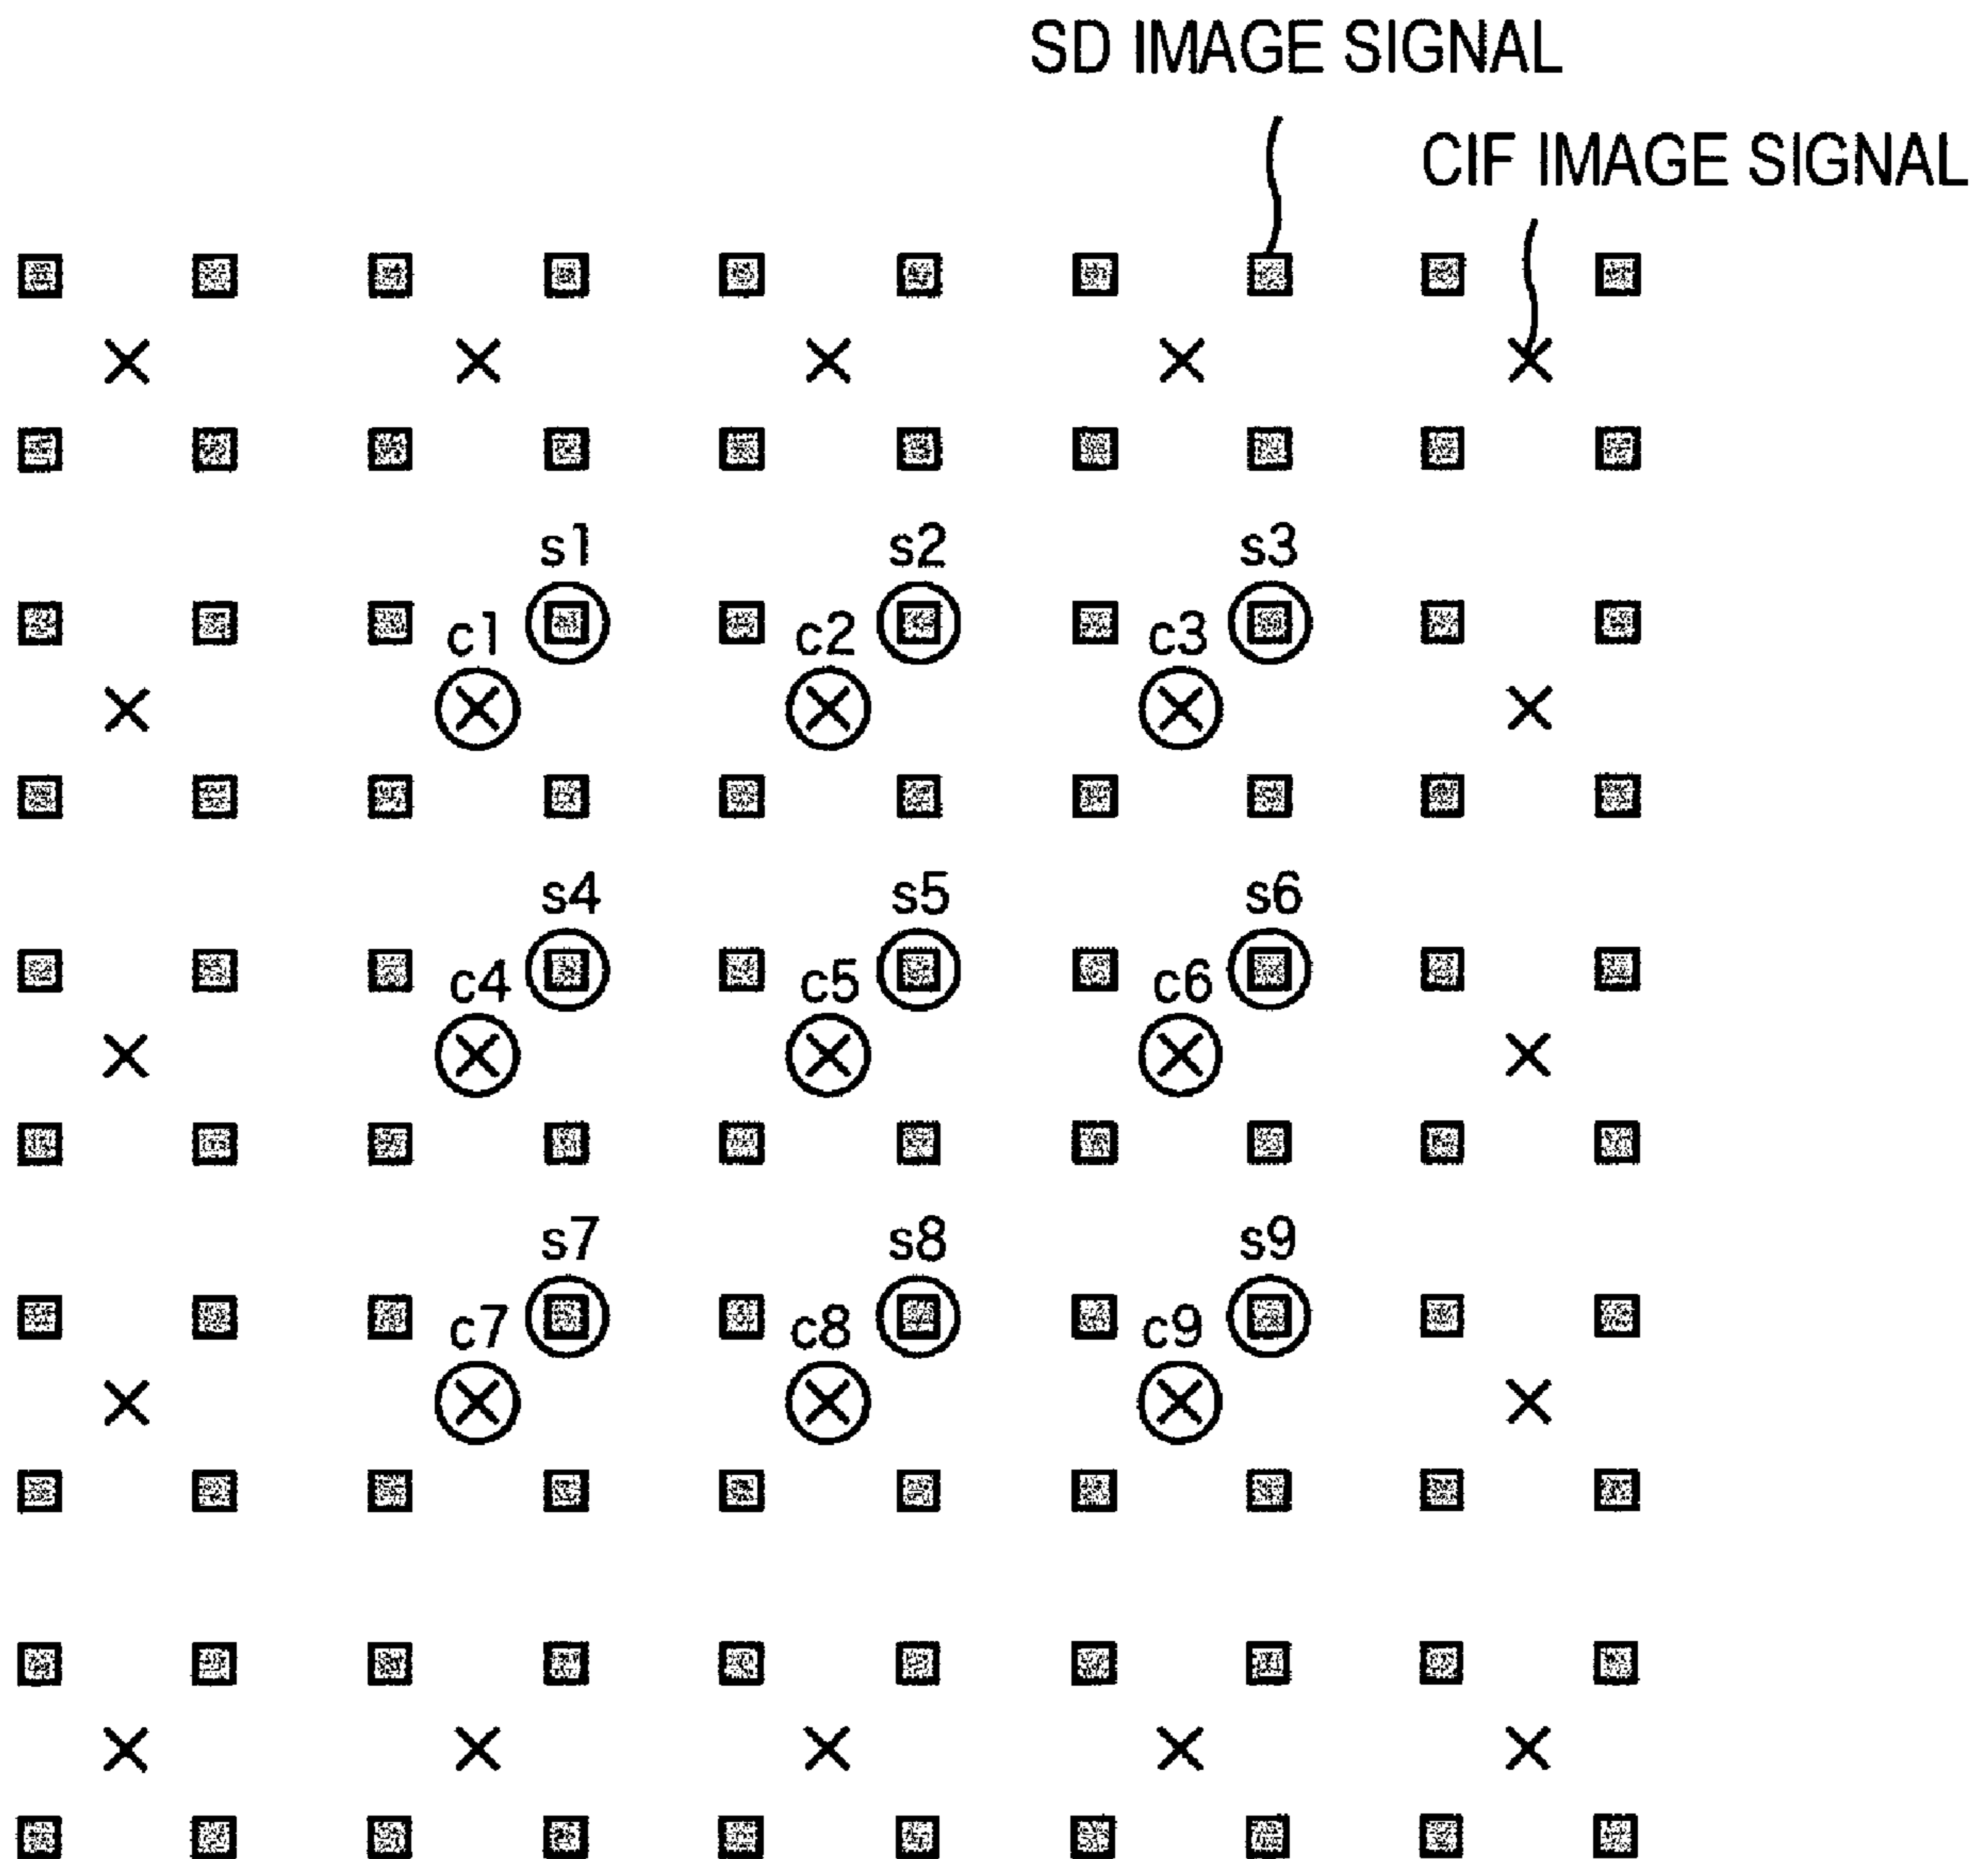 SD IMAGE SIGNAL
CIF IMAGE SIGNAL
s1 s2 s3
c1 c2 c3
s4 s5 s6
c4 c5 c6
s7 s8 s9
c7 c8 c9